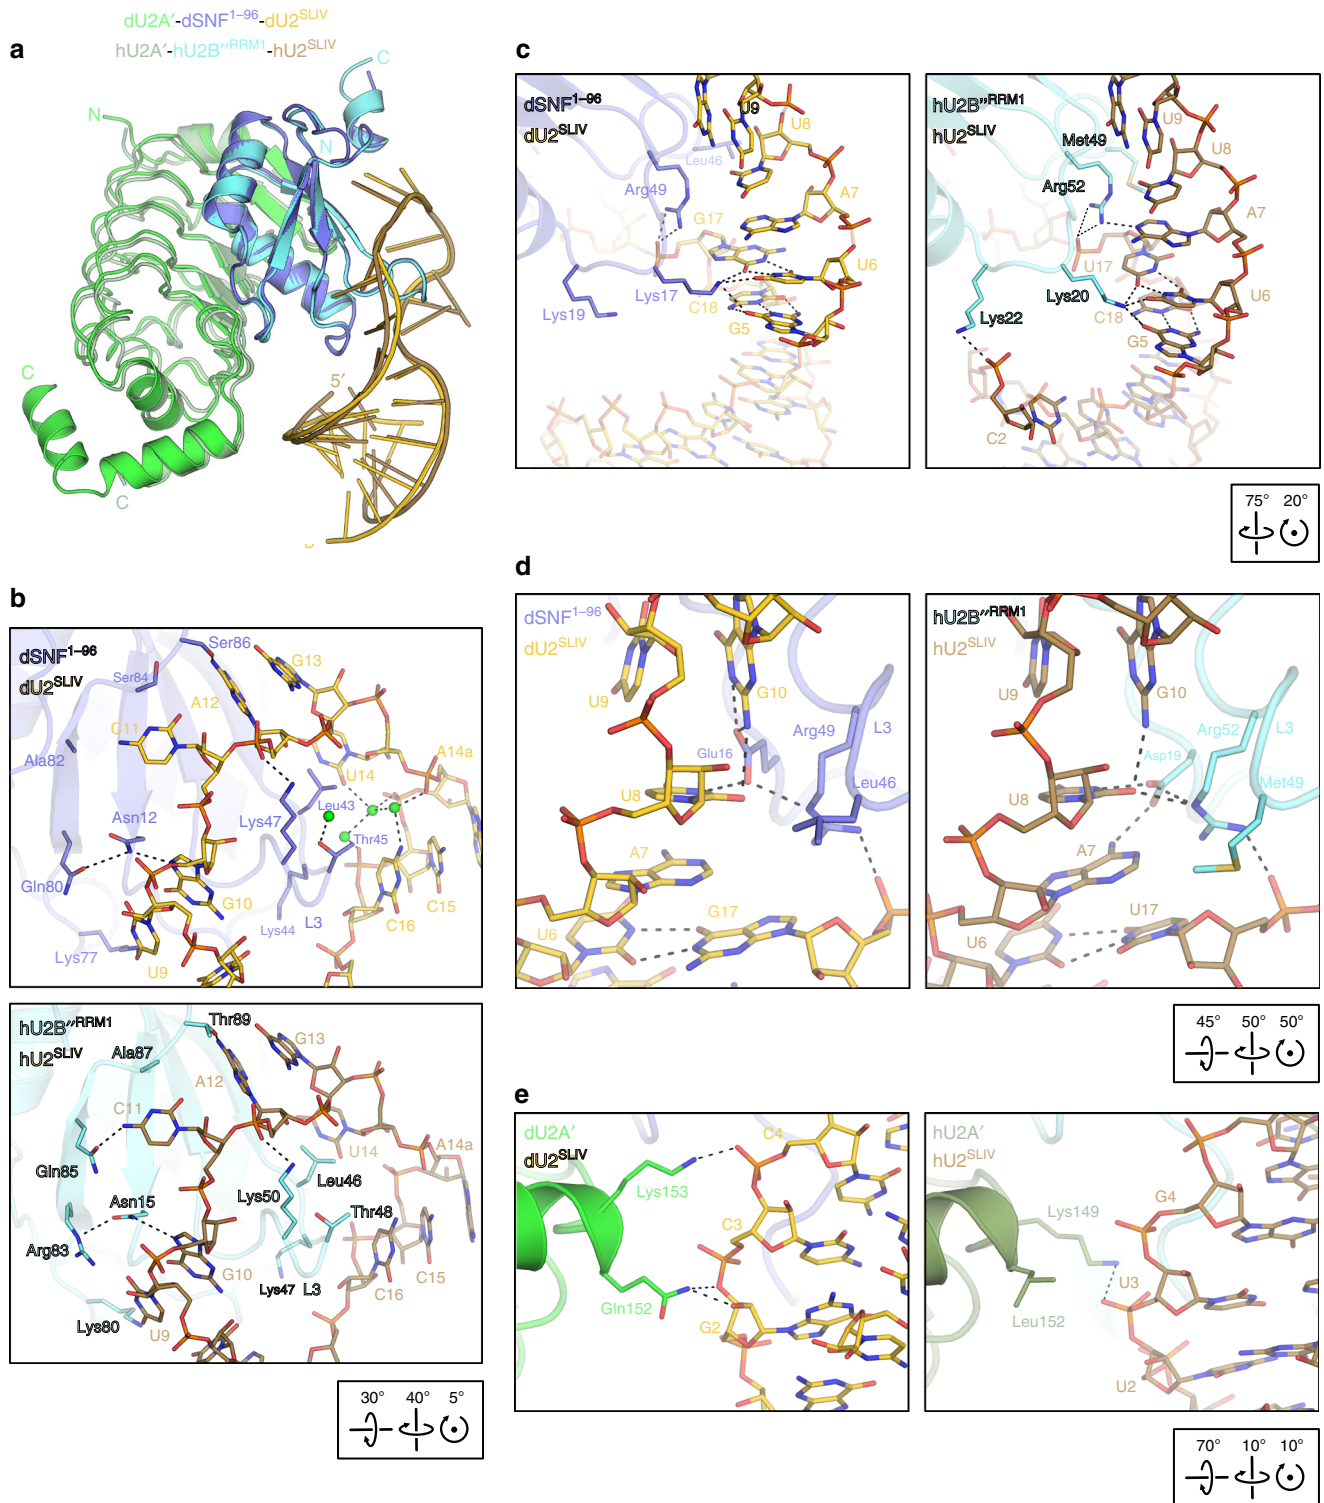 dU2A′-dSNF1–96-dU2SLIV
hU2A′-hU2B″RRM1-hU2SLIV
a
N
N
C
C
C
5′
b
dSNF1–96
dU2SLIV
Ser86
G13
Ser84
A12
C11
A14a
Ala82
U14
Leu43
Asn12
Lys47
Thr45
Gln80
G10
C15
L3
C16
Lys44
Lys77
U9
hU2B″RRM1
hU2SLIV
Thr89
G13
Ala87
A12
C11
U14
A14a
Gln85
Leu46
Asn15
Lys50
Thr48
Arg83
G10
C15
Lys47
L3
C16
Lys80
U9
30° 40° 5°
c
dSNF1–96
dU2SLIV
U9
U8
Leu46
Arg49
A7
G17
U6
Lys17
C18
Lys19
G5
hU2B″RRM1
hU2SLIV
U9
Met49
U8
Arg52
A7
U17
Lys20
U6
C18
Lys22
G5
C2
75° 20°
d
dSNF1–96
dU2SLIV
U9
G10
Arg49
L3
Glu16
Leu46
U8
A7
G17
U6
hU2B″RRM1
hU2SLIV
U9
G10
Arg52
L3
Asp19
Met49
U8
A7
U17
U6
45° 50° 50°
e
dU2A′
dU2SLIV
C4
Lys153
C3
Gln152
G2
hU2A′
hU2SLIV
G4
Lys149
U3
Leu152
U2
70° 10° 10°